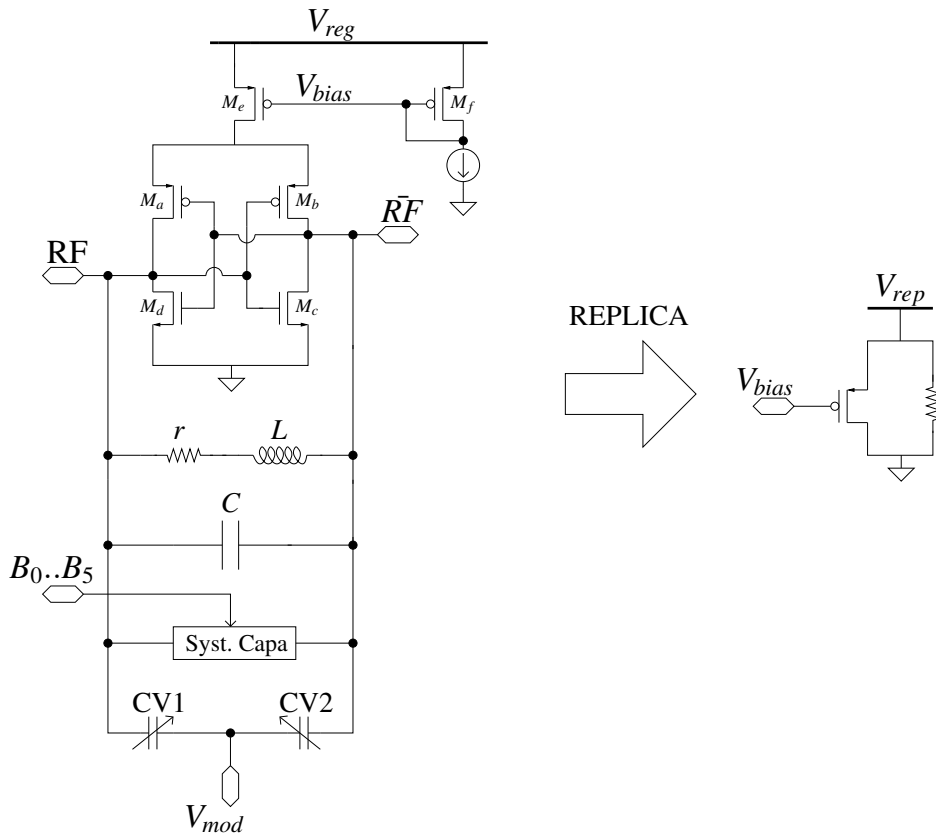 V_reg
M_e
V_bias
M_f
M_a
M_b
R̄F
RF
M_d
M_c
REPLICA
V_rep
V_bias
r
L
C
B_0..B_5
Syst. Capa
CV1
CV2
V_mod